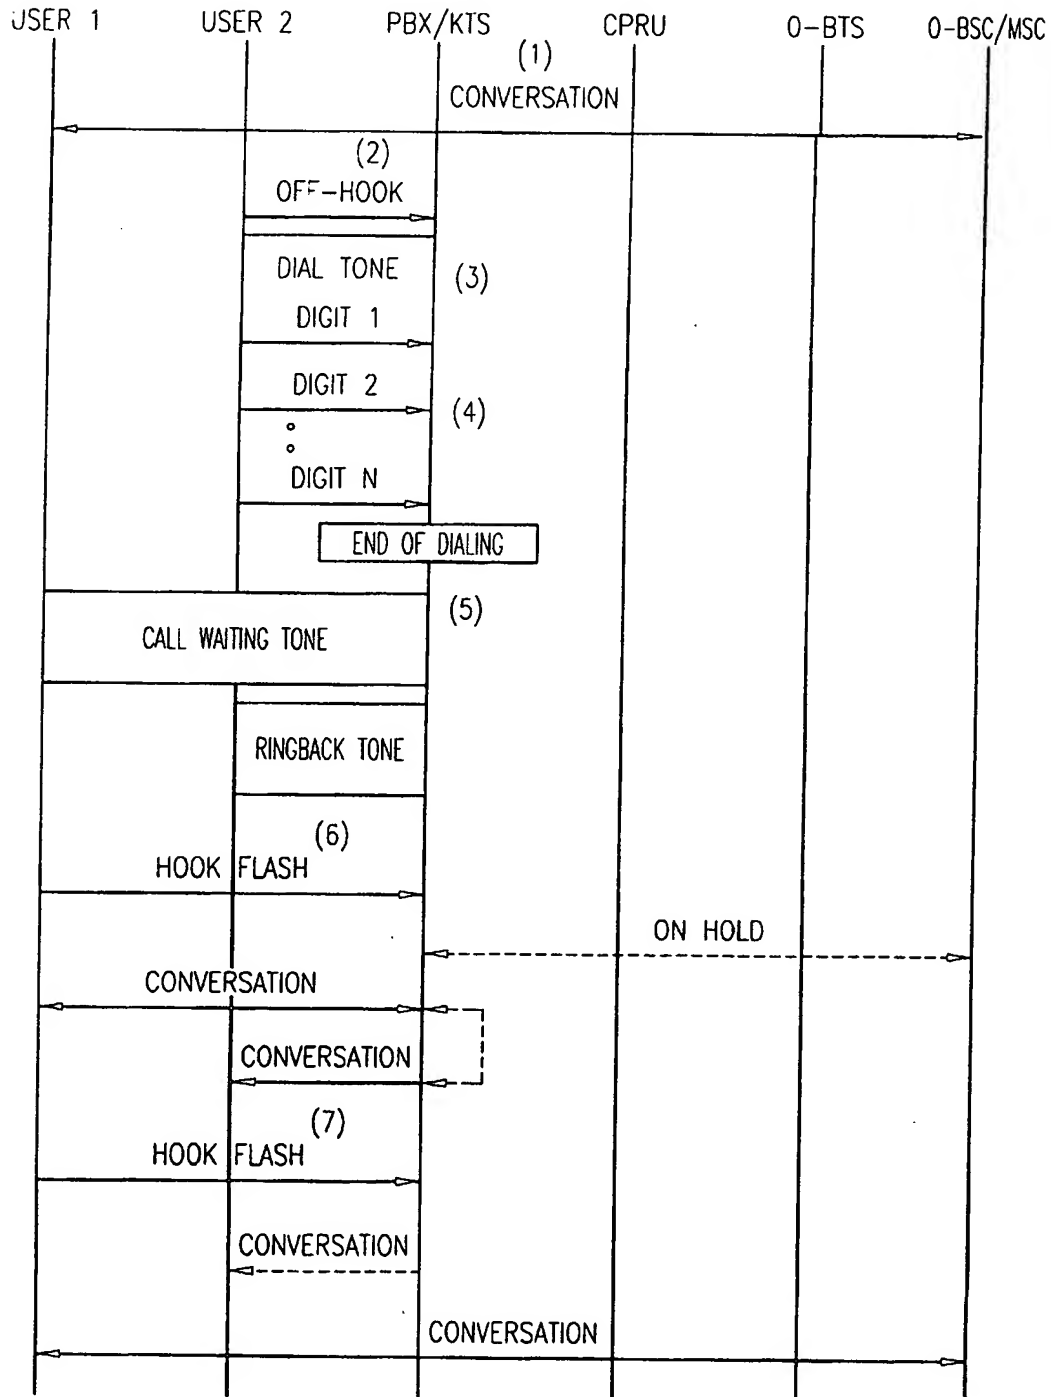 USER 1 USER 2 PBX/KTS CPRU O-BTS O-BSC/MSC
(1)
CONVERSATION
(2)
OFF-HOOK
DIAL TONE (3)
DIGIT 1
DIGIT 2
(4)
DIGIT N
END OF DIALING
(5)
CALL WAITING TONE
RINGBACK TONE
(6)
HOOK FLASH
ON HOLD
CONVERSATION
CONVERSATION
(7)
HOOK FLASH
CONVERSATION
CONVERSATION